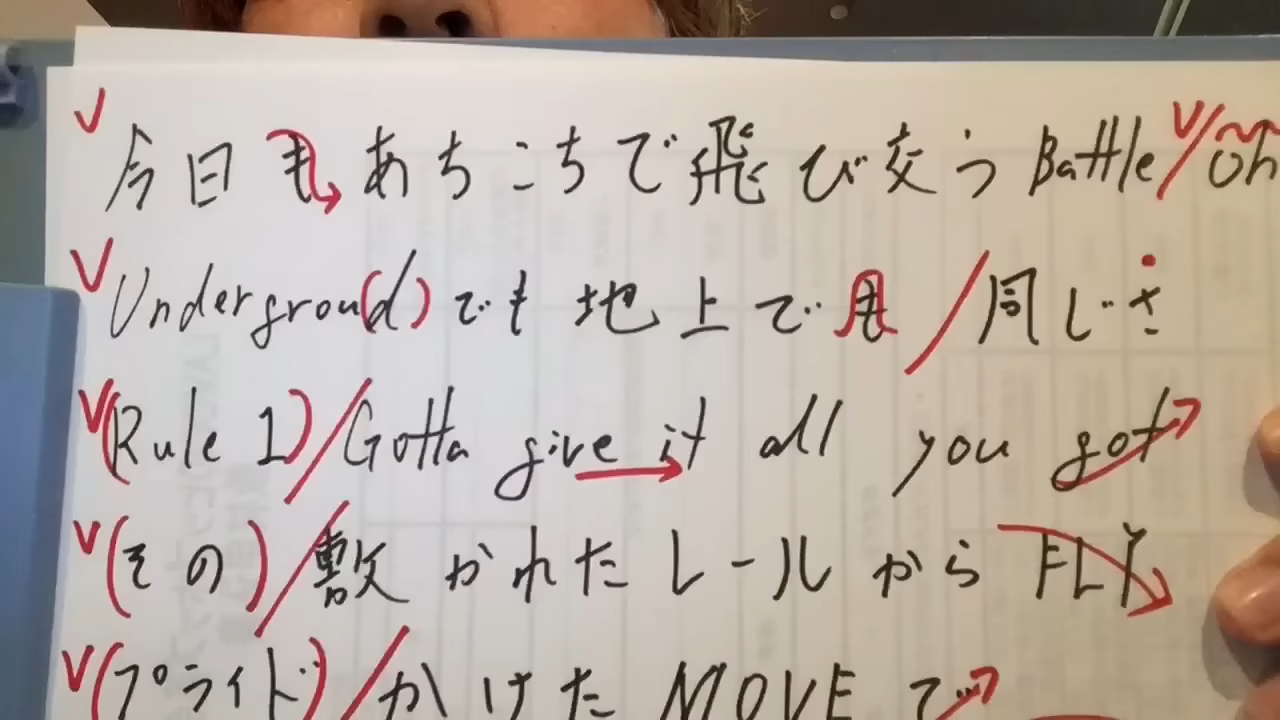 今日もあちこちで飛び交うBattle/Oh
Undergroud()でも地上でも/同じさ
(Rule 1)/Gotta give it all you got
(その)/敷かれたレールからFLY
(プライド)/かけたMOVEで